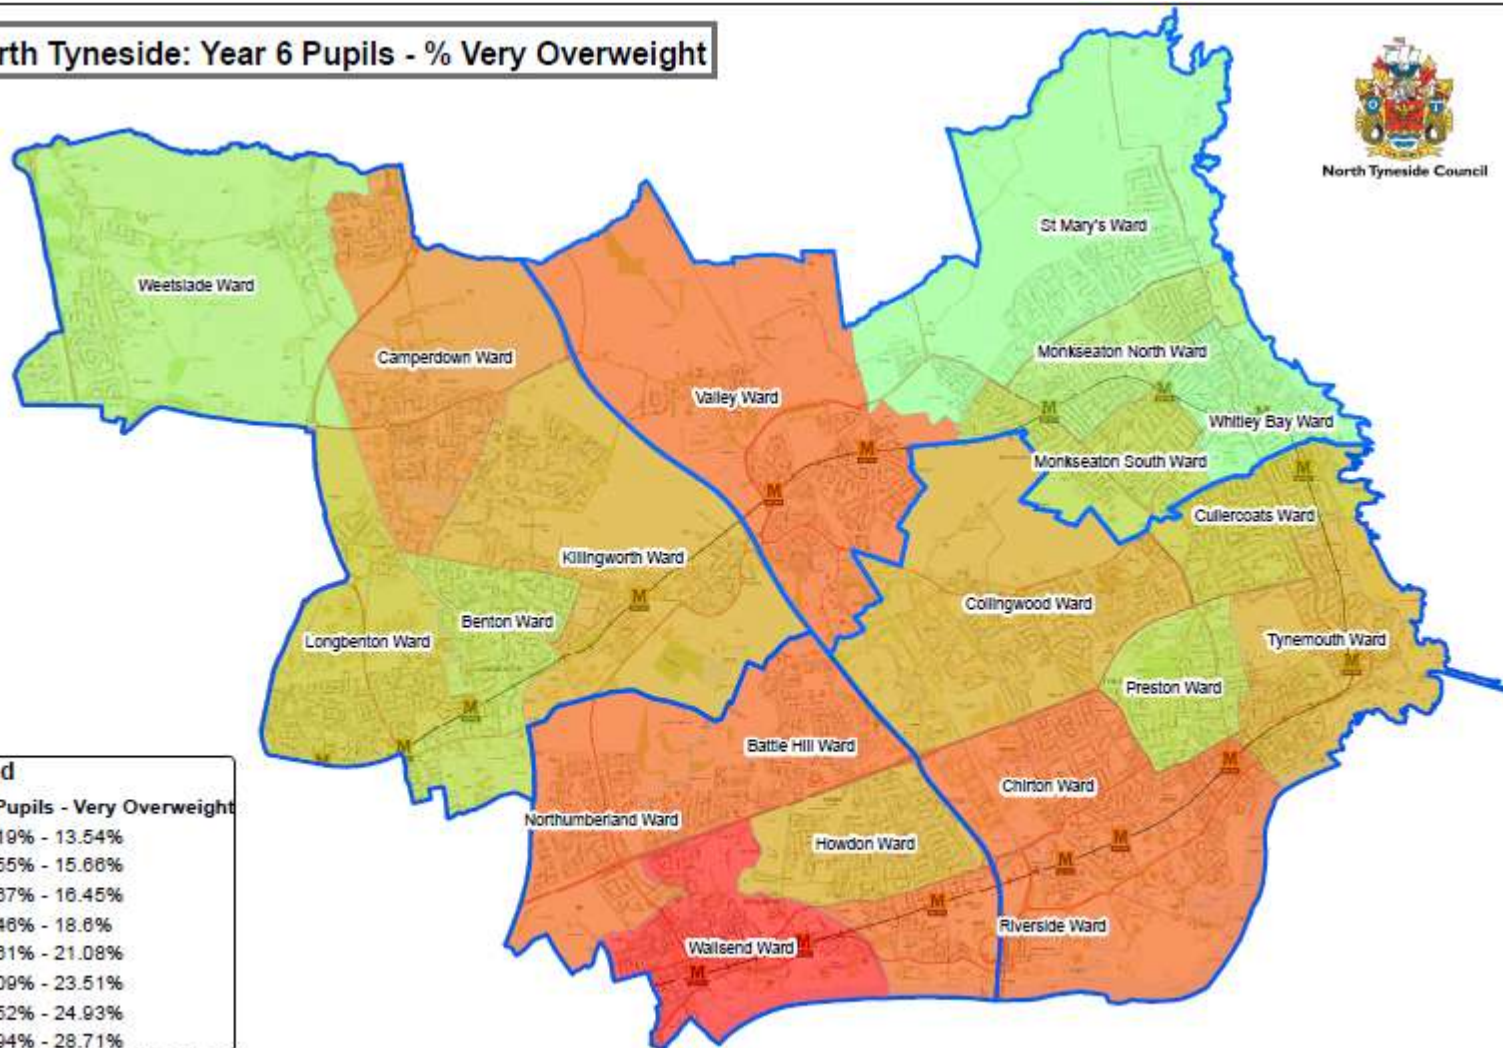 rth Tyneside: Year 6 Pupils - % Very Overweight
North Tyneside Council
St Mary's Ward
Weetslade Ward
Monkseaton North Ward
Camperdown Ward
Valley Ward
Whitley Bay Ward
Monkseaton South Ward
Cullercoats Ward
Killingworth Ward
Collingwood Ward
Benton Ward
Longbenton Ward
Tynemouth Ward
Preston Ward
Battle Hill Ward
Chirton Ward
Northumberland Ward
Howdon Ward
Riverside Ward
Wallsend Ward
d
Pupils - Very Overweight
19% - 13.54%
55% - 15.66%
67% - 16.45%
46% - 18.6%
61% - 21.08%
09% - 23.51%
52% - 24.93%
94% - 28.71%